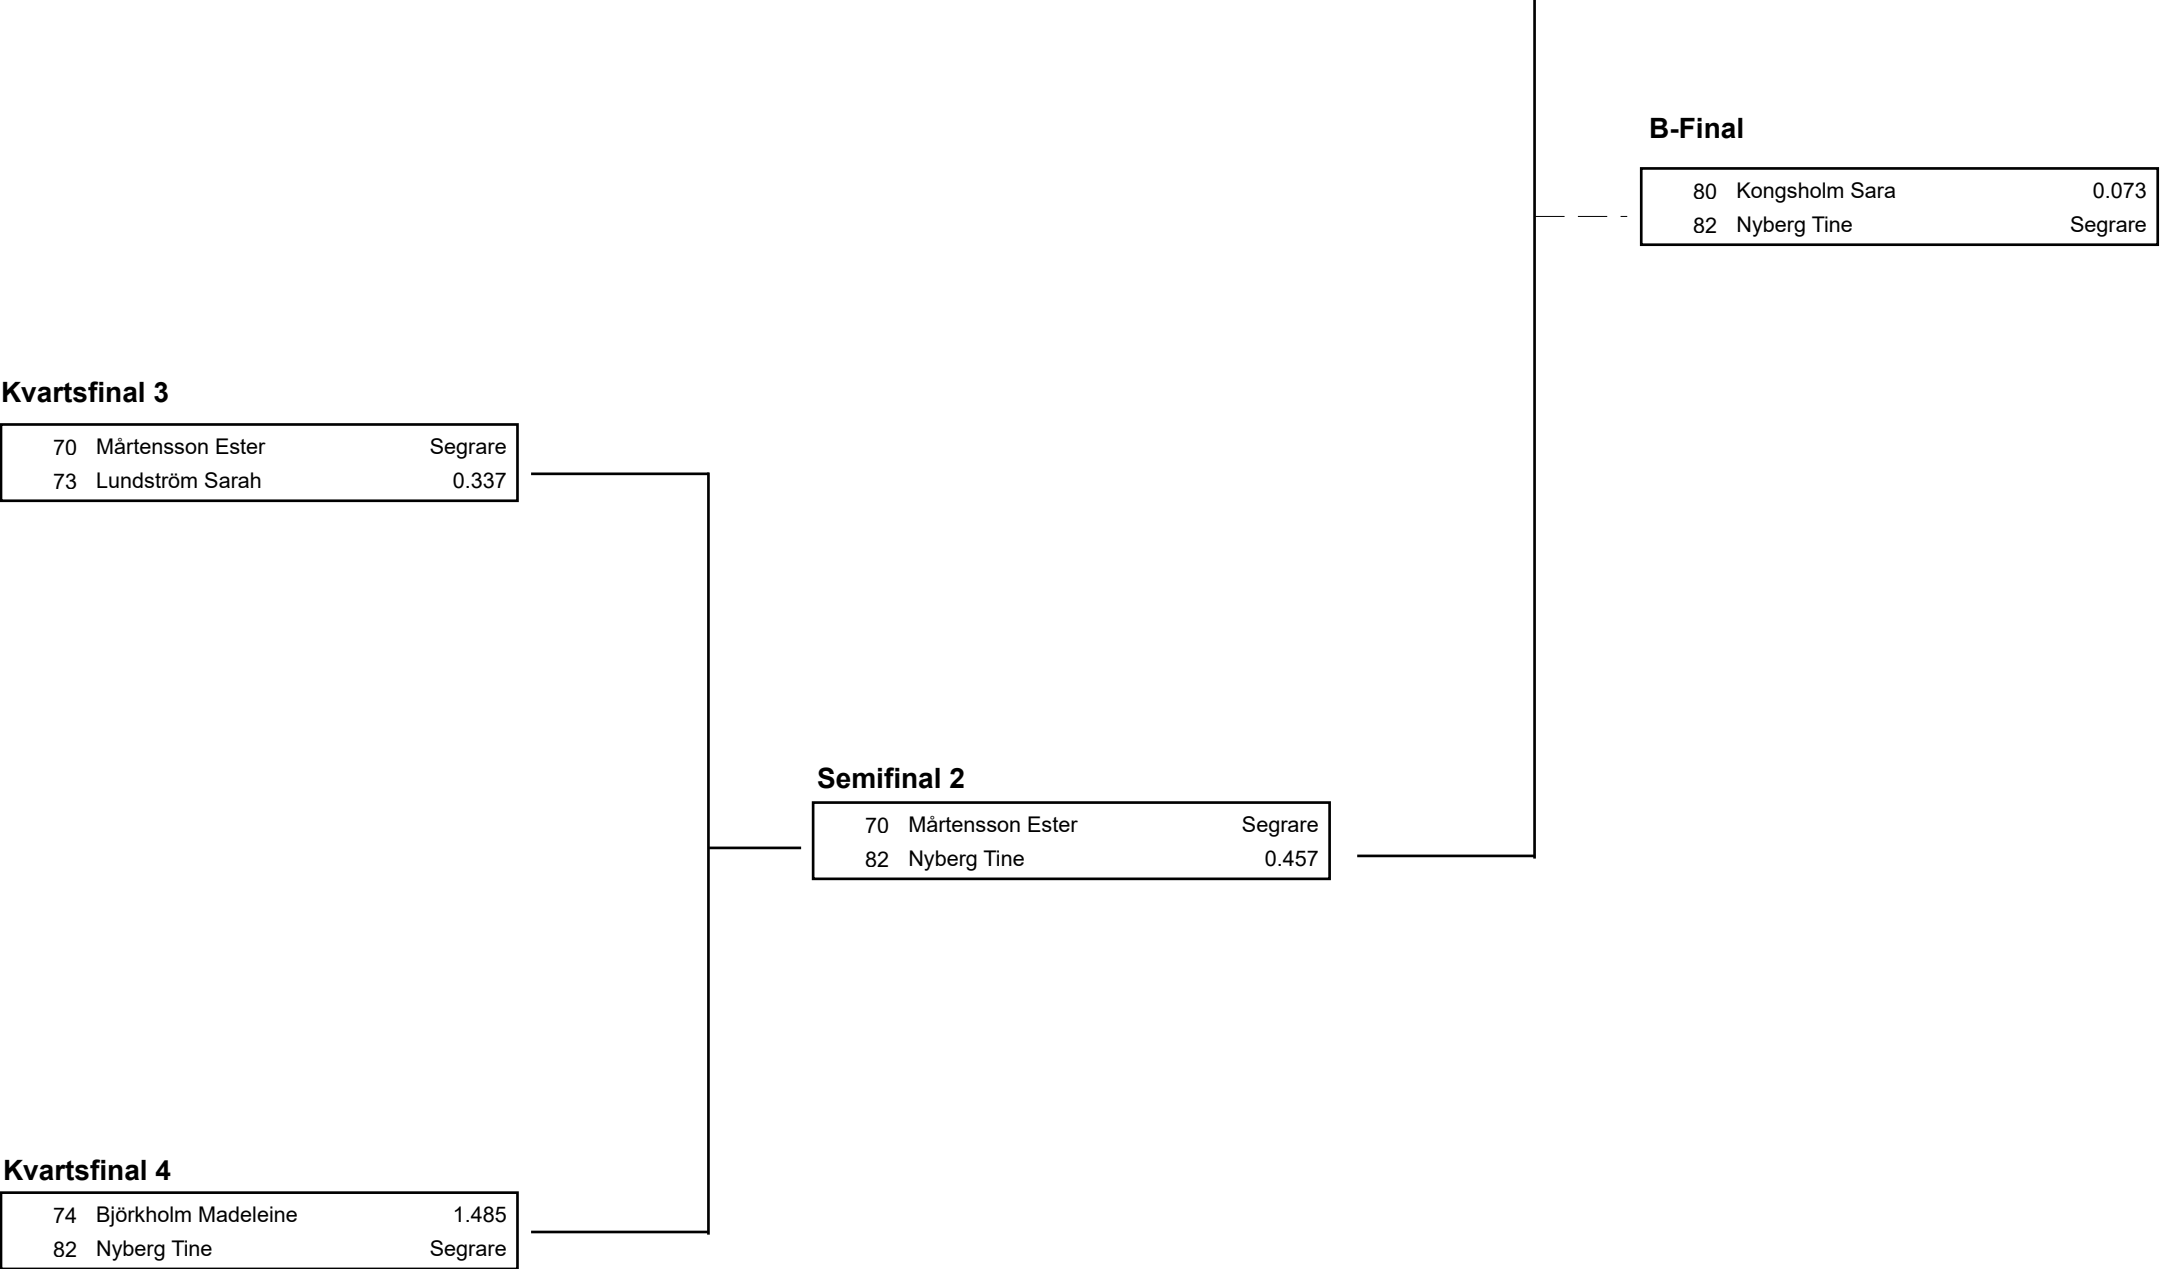 B-Final
80 Kongsholm Sara 0.073
82 Nyberg Tine Segrare
Kvartsfinal 3
70 Mårtensson Ester Segrare
73 Lundström Sarah 0.337
Semifinal 2
70 Mårtensson Ester Segrare
82 Nyberg Tine 0.457
Kvartsfinal 4
74 Björkholm Madeleine 1.485
82 Nyberg Tine Segrare